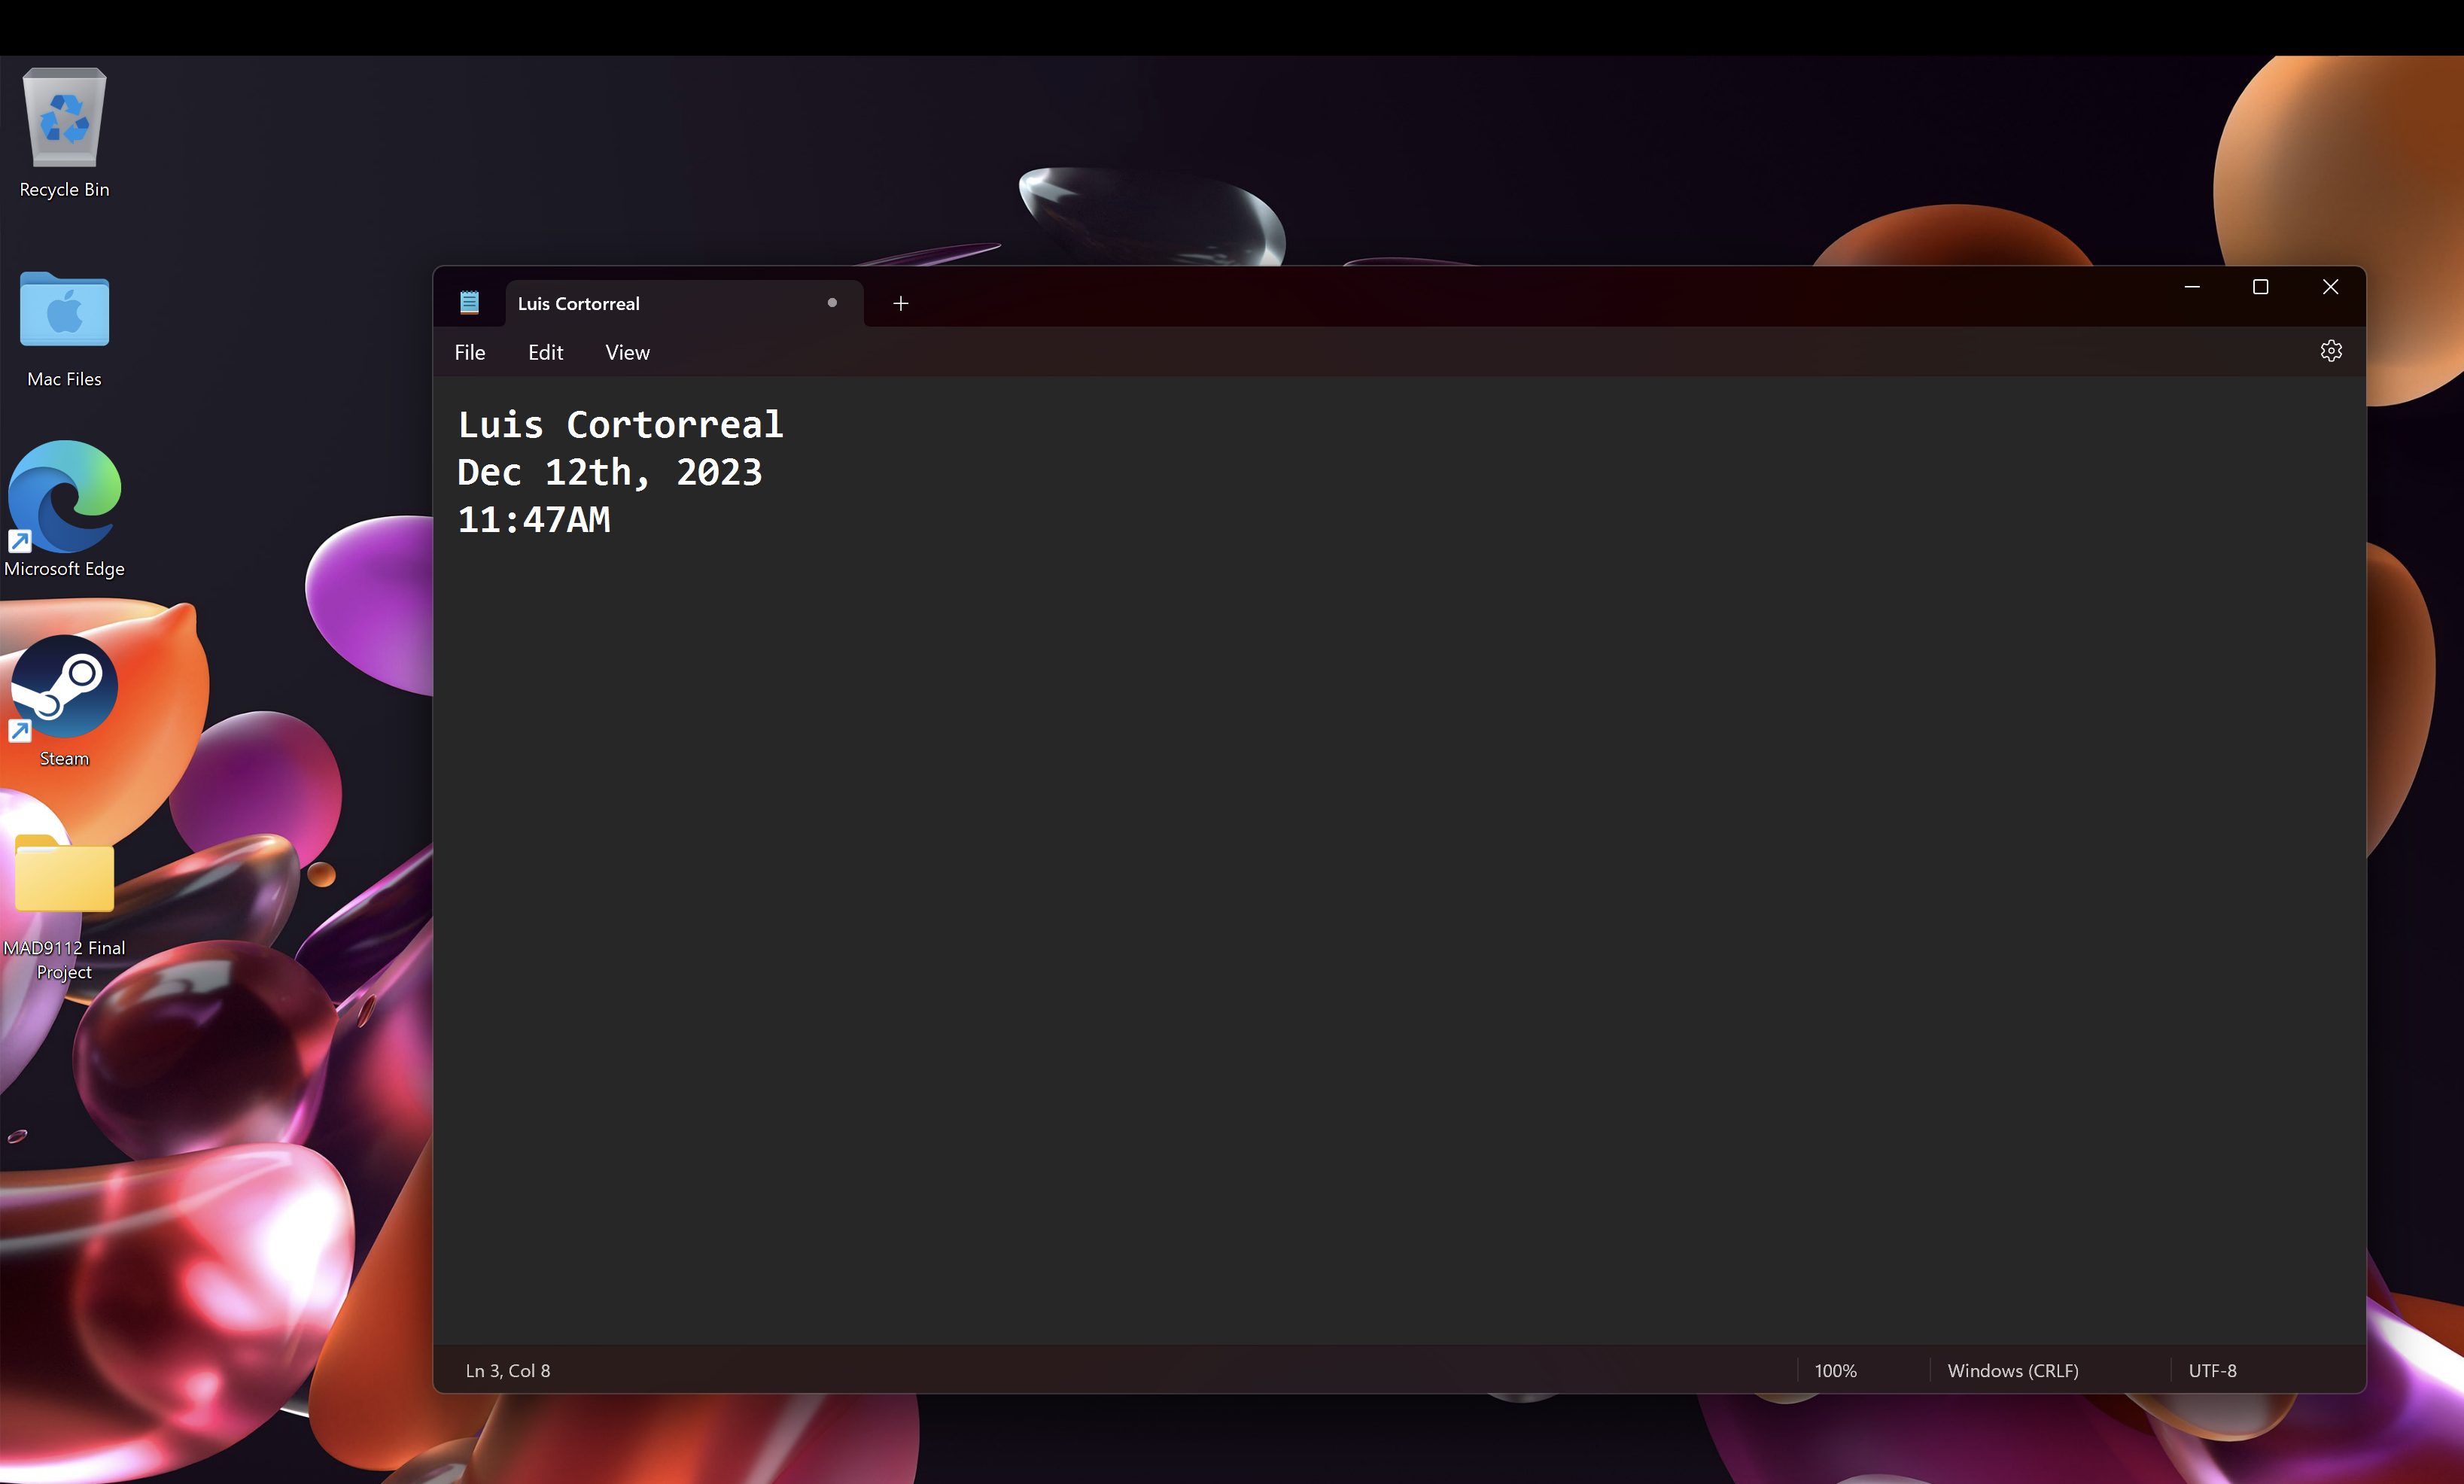 Recycle Bin
Mac Files
Microsoft Edge
Steam
MAD9112 Final
Project
Luis Cortorreal
File Edit View
Luis Cortorreal
Dec 12th, 2023
11:47AM
Ln 3, Col 8 100% Windows (CRLF) UTF-8